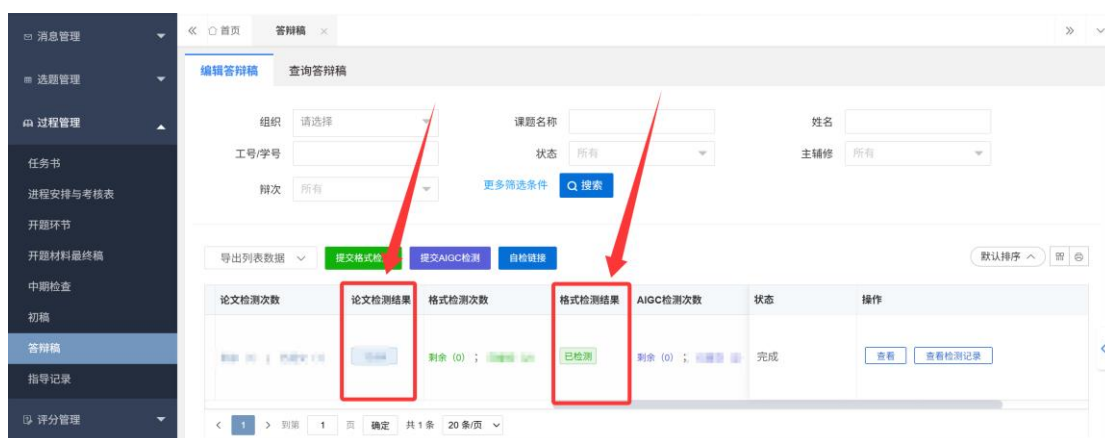 消息管理
选题管理
过程管理
任务书
进程安排与考核表
开题环节
开题材料最终稿
中期检查
初稿
答辩稿
指导记录
评分管理
首页 答辩稿 ×
编辑答辩稿 查询答辩稿
组织 请选择 课题名称 姓名
工号/学号 状态 所有 主辅修 所有
辩次 所有 更多筛选条件 搜索
导出列表数据 提交格式检 提交AIGC检测 自检链接 默认排序
论文检测次数 论文检测结果 格式检测次数 格式检测结果 AIGC检测次数 状态 操作
剩余（0）； 已检测 剩余（0）； 完成 查看 查看检测记录
< 1 > 到第 1 页 确定 共 1 条 20 条/页